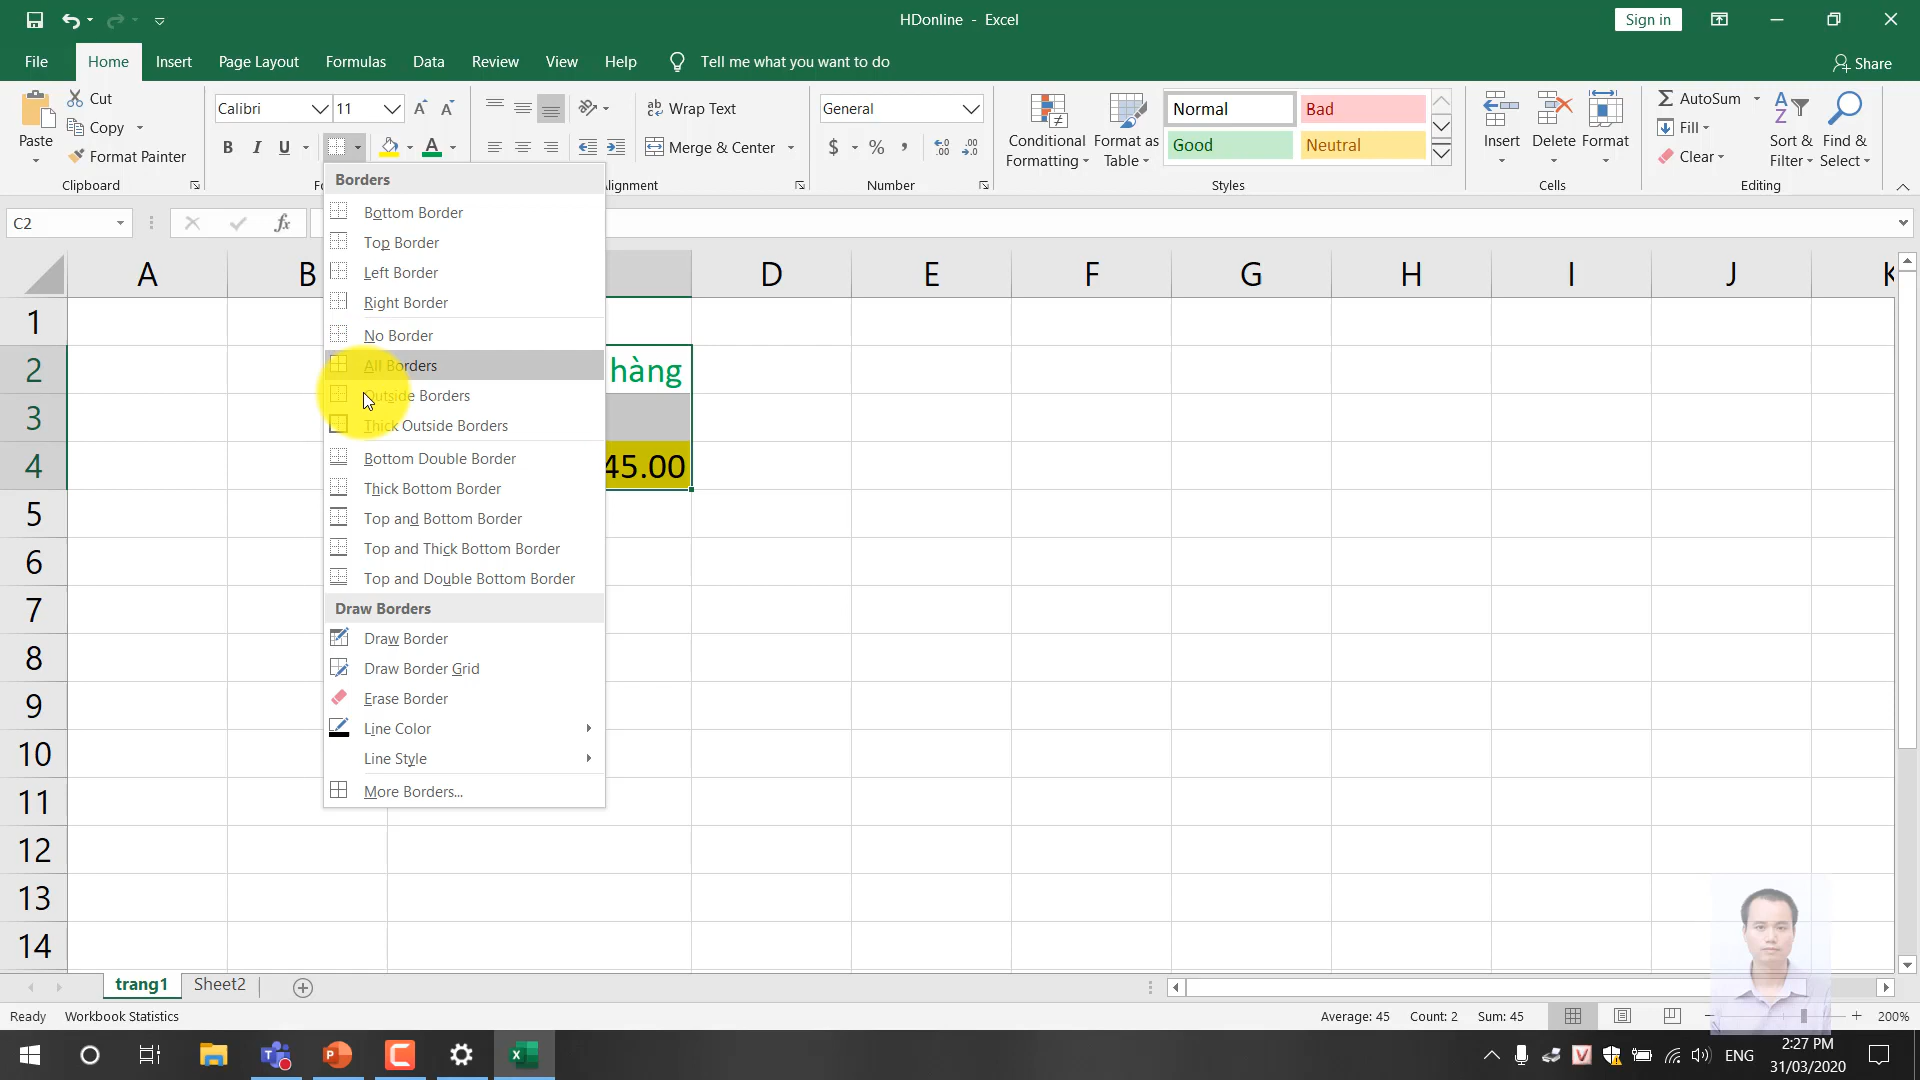 HDonline - Excel
Sign in
File Home Insert Page Layout Formulas Data Review View Help Tell me what you want to do Share
Paste
Cut
Copy
Format Painter
Clipboard
Calibri 11
B I U
Wrap Text
Merge & Center
Alignment
General
$ %
Number
Conditional Formatting
Format as Table
Normal Bad
Good Neutral
Styles
Insert Delete Format
Cells
AutoSum
Fill
Clear
Sort & Filter
Find & Select
Editing
C2
fx
A B D E F G H I J K
1
2
3
4
5
6
7
8
9
10
11
12
13
14
hàng
45.00
Borders
Bottom Border
Top Border
Left Border
Right Border
No Border
All Borders
Outside Borders
Thick Outside Borders
Bottom Double Border
Thick Bottom Border
Top and Bottom Border
Top and Thick Bottom Border
Top and Double Bottom Border
Draw Borders
Draw Border
Draw Border Grid
Erase Border
Line Color
Line Style
More Borders...
trang1 Sheet2
Ready Workbook Statistics Average: 45 Count: 2 Sum: 45 200%
ENG
2:27 PM
31/03/2020